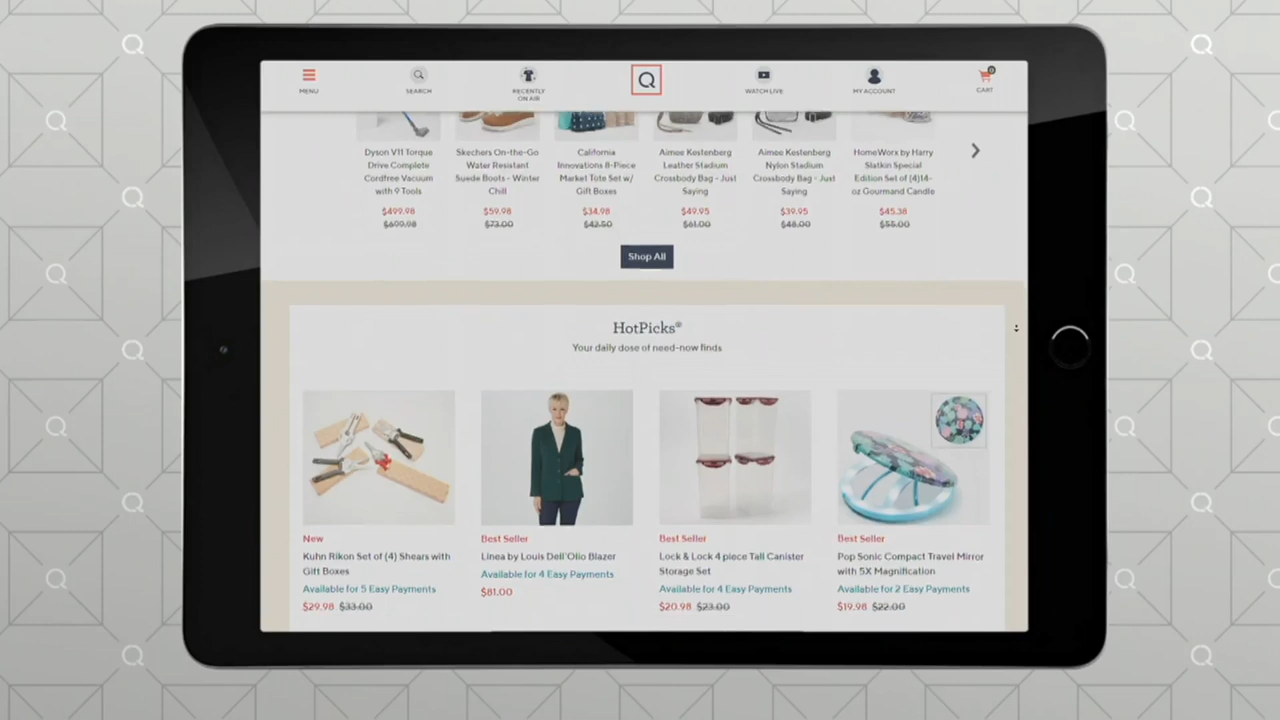 MENU
SEARCH
RECENTLY
ON AIR
Q
WATCH LIVE
MY ACCOUNT
0
CART
Dyson V11 Torque
Drive Complete
Cordfree Vacuum
with 9 Tools
$499.98
$699.98
Skechers On-the-Go
Water Resistant
Suede Boots - Winter
Chill
$59.98
$73.00
California
Innovations 8-Piece
Market Tote Set w/
Gift Boxes
$34.98
$42.50
Aimee Kestenberg
Leather Stadium
Crossbody Bag - Just
Saying
$49.95
$61.00
Aimee Kestenberg
Nylon Stadium
Crossbody Bag - Just
Saying
$39.95
$48.00
HomeWorx by Harry
Slatkin Special
Edition Set of (4)14-
oz Gourmand Candle
$45.38
$55.00
Shop All
HotPicks®
Your daily dose of need-now finds
New
Kuhn Rikon Set of (4) Shears with
Gift Boxes
Available for 5 Easy Payments
$29.98 $33.00
Best Seller
Linea by Louis Dell'Olio Blazer
Available for 4 Easy Payments
$81.00
Best Seller
Lock & Lock 4 piece Tall Canister
Storage Set
Available for 4 Easy Payments
$20.98 $23.00
Best Seller
Pop Sonic Compact Travel Mirror
with 5X Magnification
Available for 2 Easy Payments
$19.98 $22.00